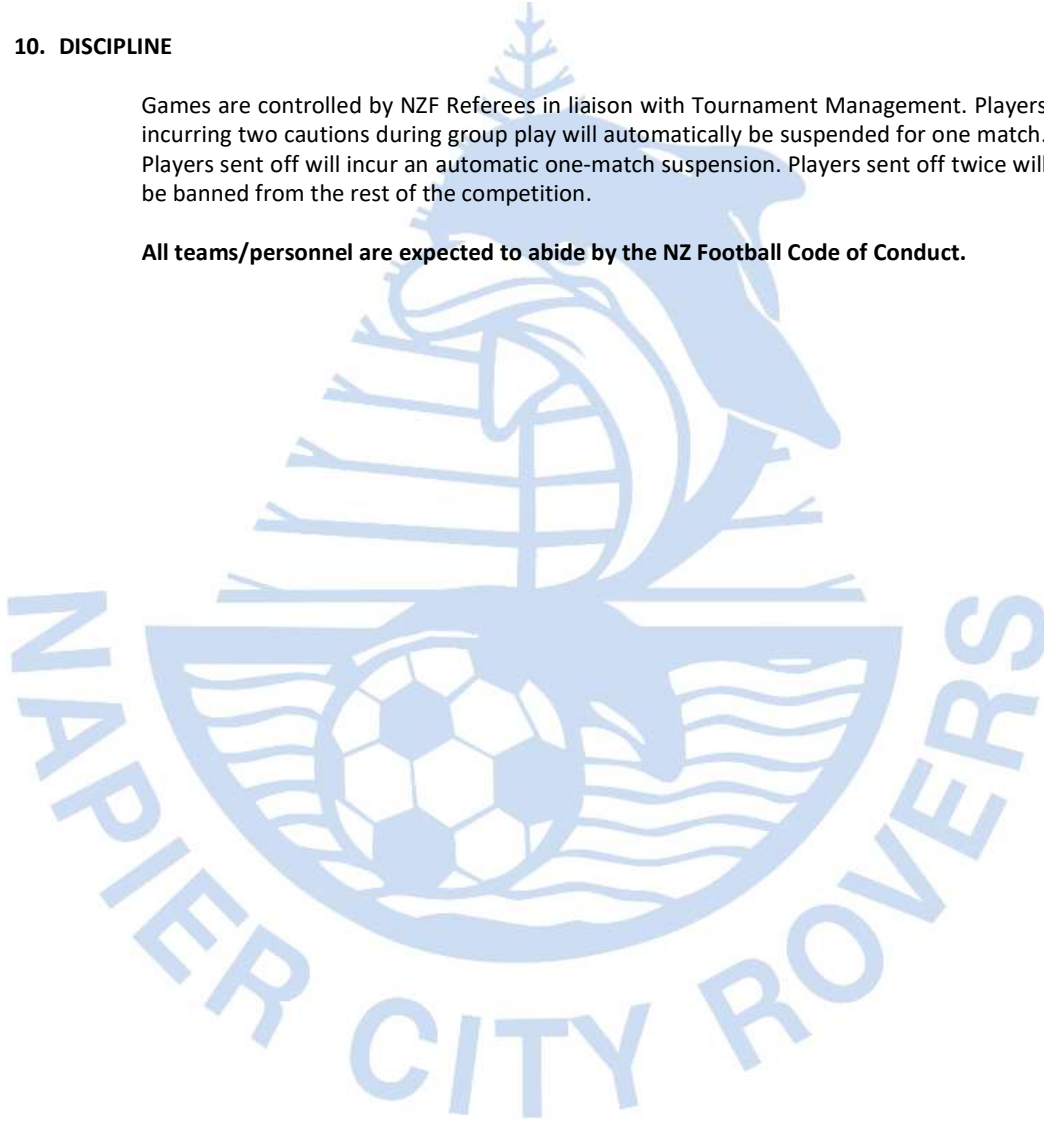 10. DISCIPLINE
Games are controlled by NZF Referees in liaison with Tournament Management. Players
incurring two cautions during group play will automatically be suspended for one match.
Players sent off will incur an automatic one-match suspension. Players sent off twice will
be banned from the rest of the competition.
All teams/personnel are expected to abide by the NZ Football Code of Conduct.
NAPIER CITY ROVERS